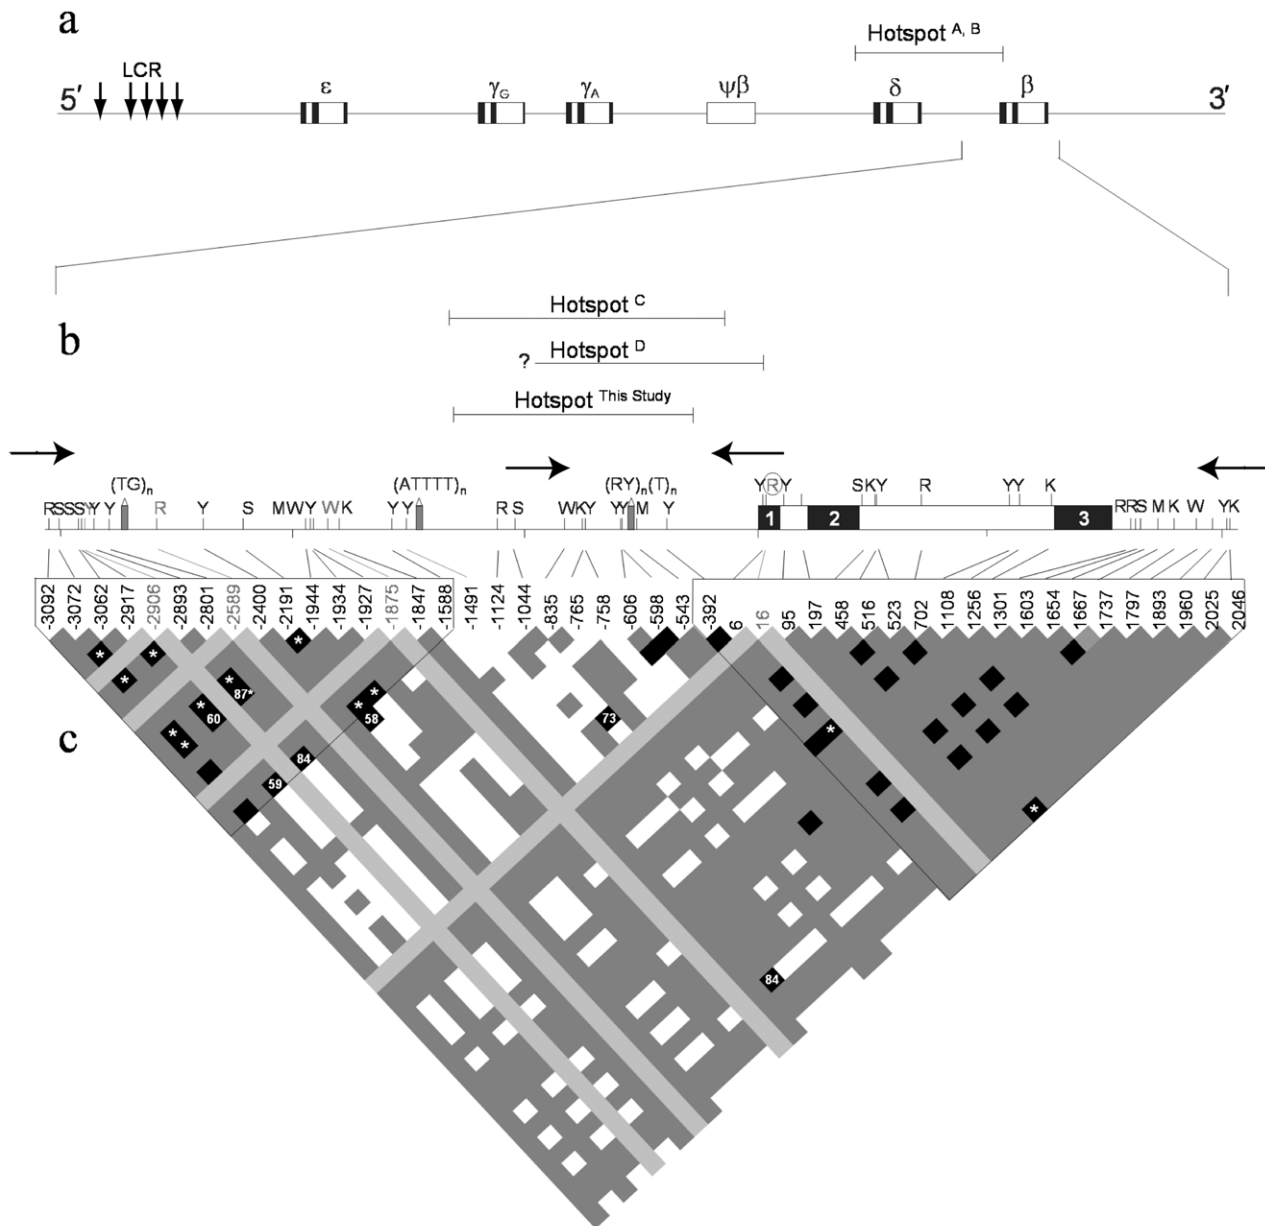 a
Hotspot A, B
LCR
5' ε γG γA ψβ δ β 3'
Hotspot C
b
? Hotspot D
Hotspot This Study
(TG)n (ATTTT)n (RY)n(T)n
RSSSSYYY R Y S MWY WK YY R S WKY YYM Y YRY SKY R YY K RRS M K W YK
1 2 3
-3092 -3072 -3062 -2917 -2906 -2893 -2801 -2589 -2400 -2191 -1944 -1934 -1927 -1875 -1847 -1588 -1491 -1124 -1044 -835 -765 -758 -606 -598 -543 -392 6 16 95 197 458 516 523 702 1108 1256 1301 1603 1654 1667 1737 1797 1893 1960 2025 2046
*
* *
* *
87* *
* 60 * 58 73
c
* * *
84
59 *
84